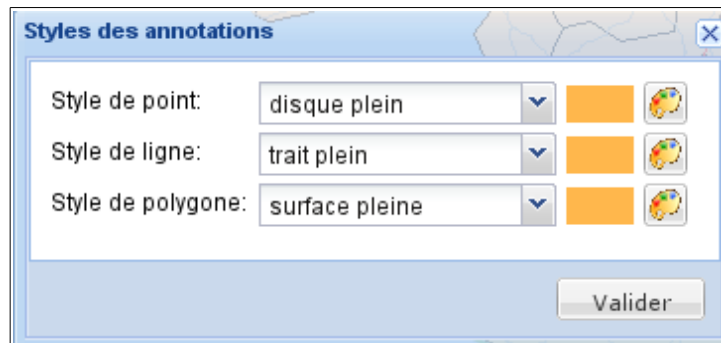 Styles des annotations
Style de point: disque plein
Style de ligne: trait plein
Style de polygone: surface pleine
Valider